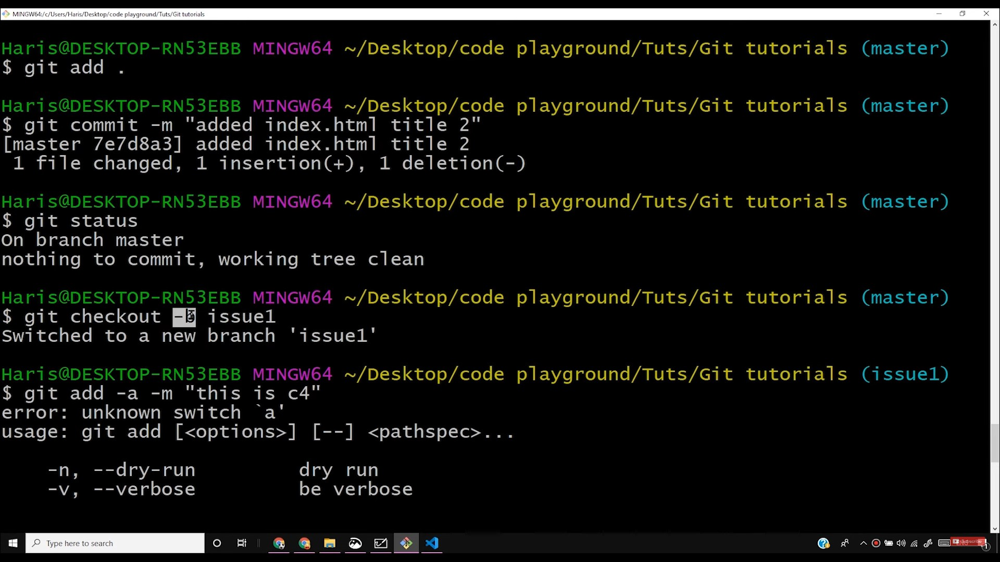 MINGW64:/c/Users/Haris/Desktop/code playground/Tuts/Git tutorials
Haris@DESKTOP-RN53EBB MINGW64 ~/Desktop/code playground/Tuts/Git tutorials (master)
$ git add .
Haris@DESKTOP-RN53EBB MINGW64 ~/Desktop/code playground/Tuts/Git tutorials (master)
$ git commit -m "added index.html title 2"
[master 7e7d8a3] added index.html title 2
1 file changed, 1 insertion(+), 1 deletion(-)
Haris@DESKTOP-RN53EBB MINGW64 ~/Desktop/code playground/Tuts/Git tutorials (master)
$ git status
On branch master
nothing to commit, working tree clean
Haris@DESKTOP-RN53EBB MINGW64 ~/Desktop/code playground/Tuts/Git tutorials (master)
$ git checkout -b issue1
Switched to a new branch 'issue1'
Haris@DESKTOP-RN53EBB MINGW64 ~/Desktop/code playground/Tuts/Git tutorials (issue1)
$ git add -a -m "this is c4"
error: unknown switch `a'
usage: git add [<options>] [--] <pathspec>...
-n, --dry-run dry run
-v, --verbose be verbose
Type here to search
Subscribe
1